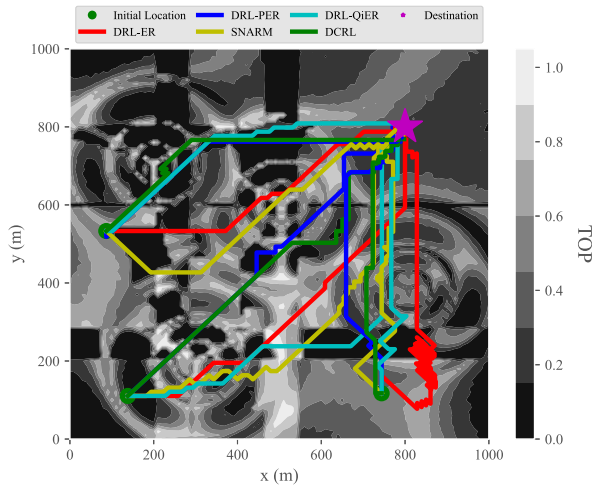 Initial Location DRL-PER DRL-QiER Destination
DRL-ER SNARM DCRL
1000
800
600
400
200
0
y (m)
0 200 400 600 800 1000
x (m)
1.0
0.8
0.6
0.4
0.2
0.0
TOP